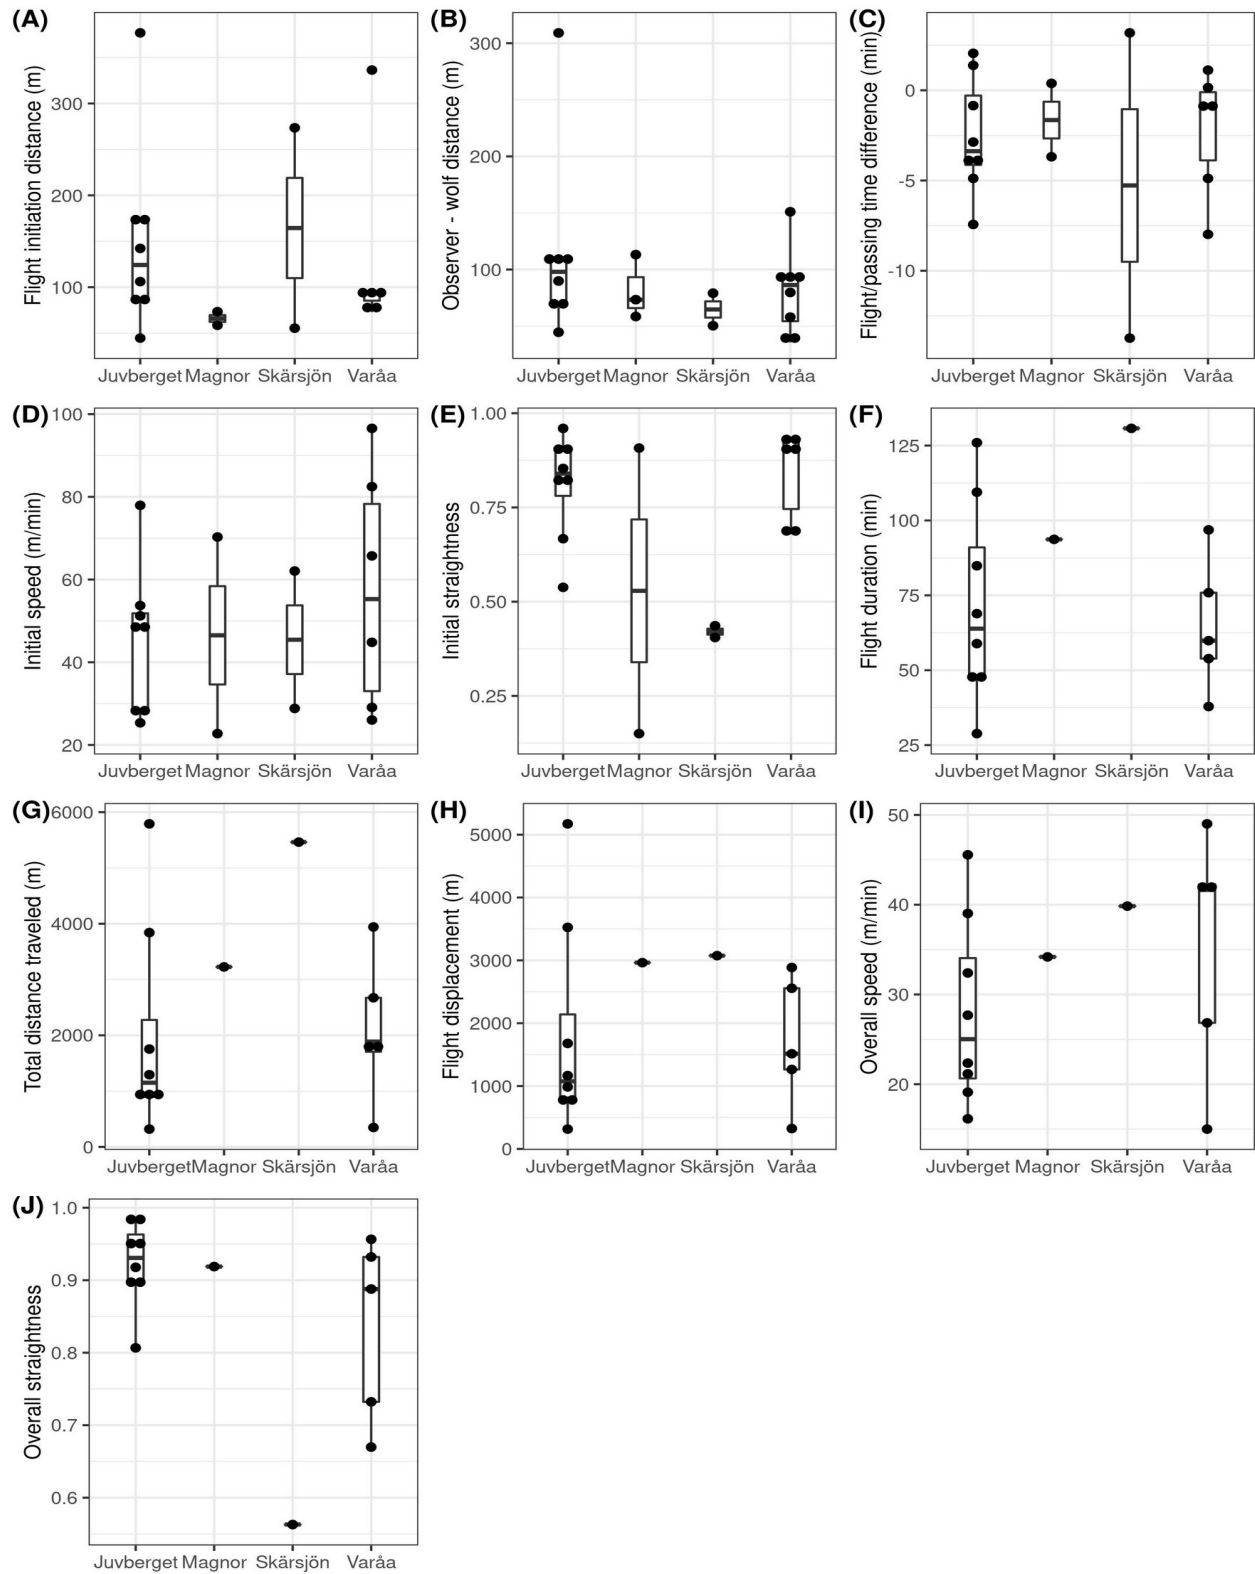 (A)
Flight initiation distance (m)
300
200
100
Juvberget Magnor Skärsjön Varåa
(B)
Observer - wolf distance (m)
300
200
100
Juvberget Magnor Skärsjön Varåa
(C)
Flight/passing time difference (min)
0
-5
-10
Juvberget Magnor Skärsjön Varåa
(D)
Initial speed (m/min)
100
80
60
40
20
Juvberget Magnor Skärsjön Varåa
(E)
Initial straightness
1.00
0.75
0.50
0.25
Juvberget Magnor Skärsjön Varåa
(F)
Flight duration (min)
125
100
75
50
25
Juvberget Magnor Skärsjön Varåa
(G)
Total distance traveled (m)
6000
4000
2000
0
Juvberget Magnor Skärsjön Varåa
(H)
Flight displacement (m)
5000
4000
3000
2000
1000
0
Juvberget Magnor Skärsjön Varåa
(I)
Overall speed (m/min)
50
40
30
20
Juvberget Magnor Skärsjön Varåa
(J)
Overall straightness
1.0
0.9
0.8
0.7
0.6
Juvberget Magnor Skärsjön Varåa